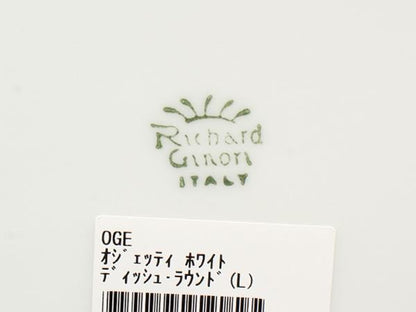 Richard
Ginori
ITALY
OGE
ｵｼﾞｪｯﾃｨ ﾎﾜｲﾄ
ﾃﾞｨｯｼｭ-ﾗｳﾝﾄﾞ(L)